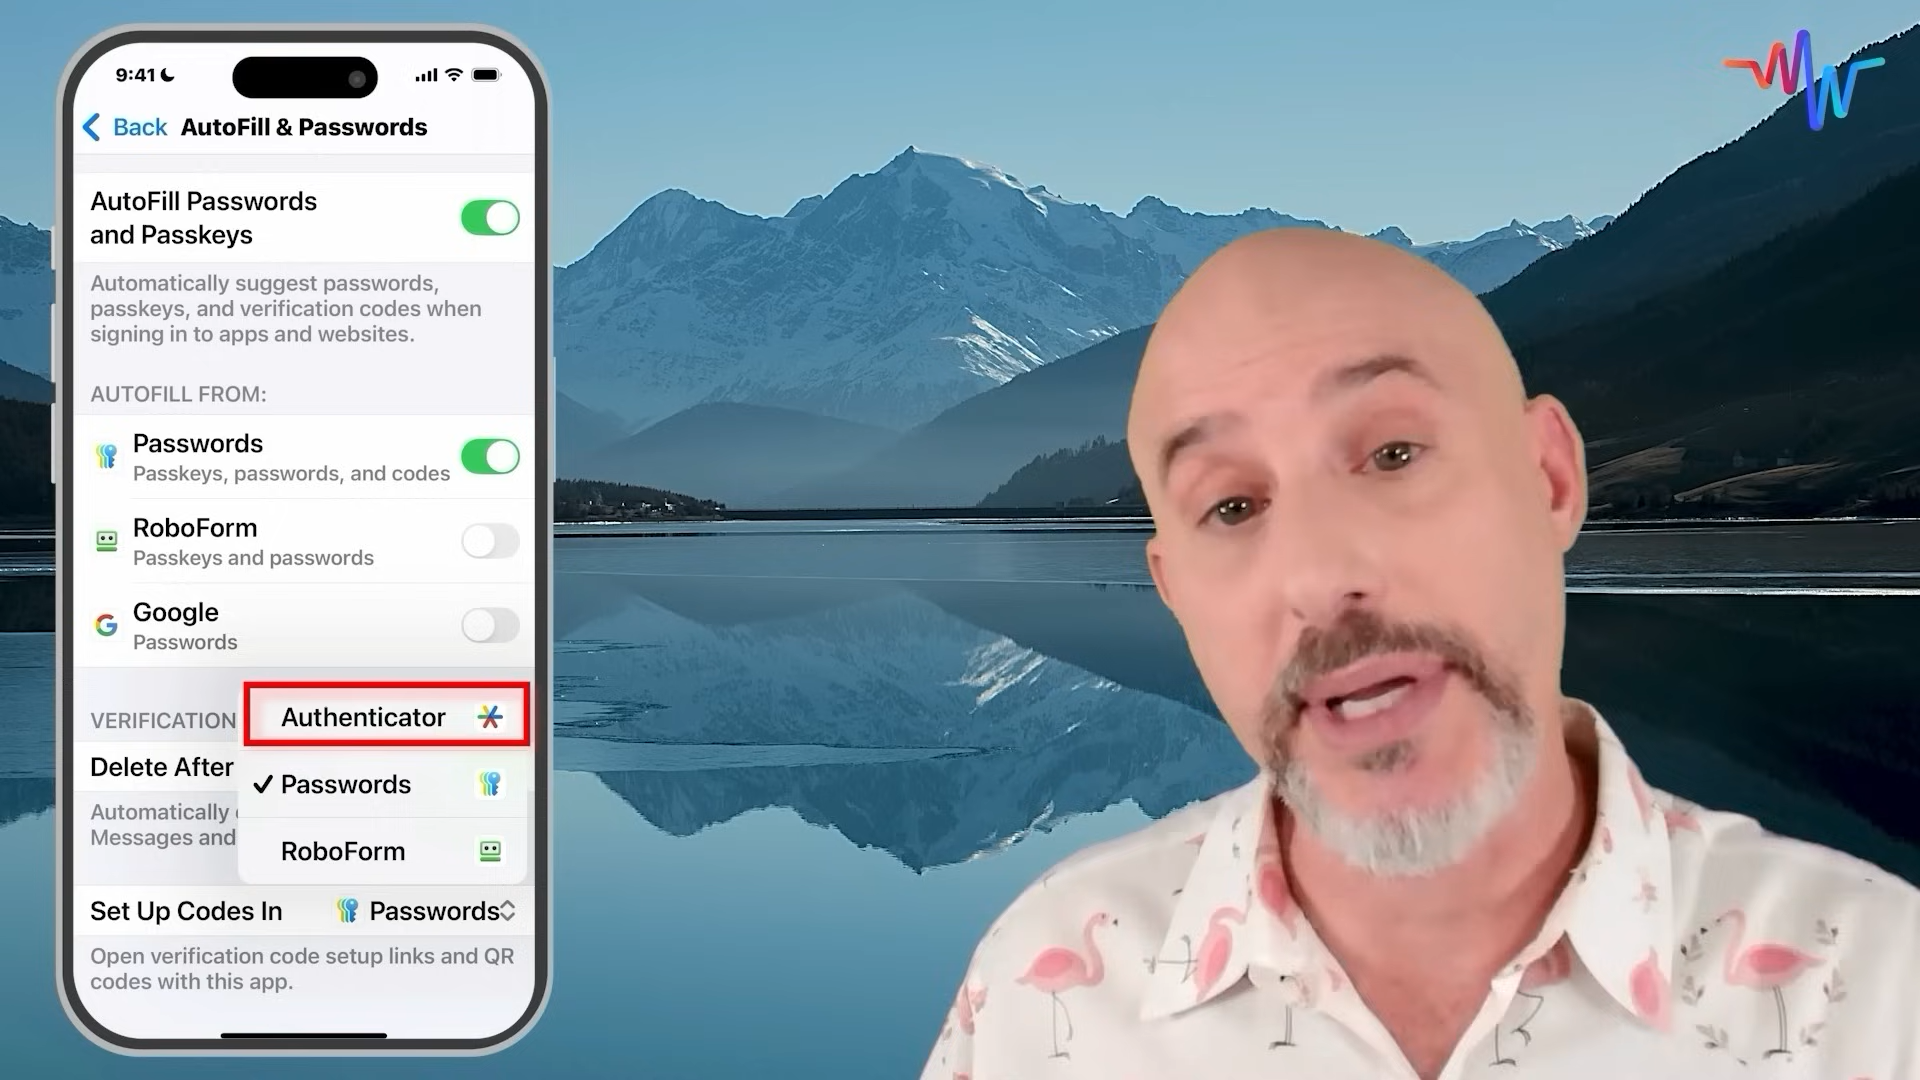 9:41
Back AutoFill & Passwords
AutoFill Passwords
and Passkeys
Automatically suggest passwords,
passkeys, and verification codes when
signing in to apps and websites.
AUTOFILL FROM:
Passwords
Passkeys, passwords, and codes
RoboForm
Passkeys and passwords
Google
Passwords
VERIFICATION
Authenticator
Delete After
Passwords
Automatically
Messages and
RoboForm
Set Up Codes In Passwords
Open verification code setup links and QR
codes with this app.